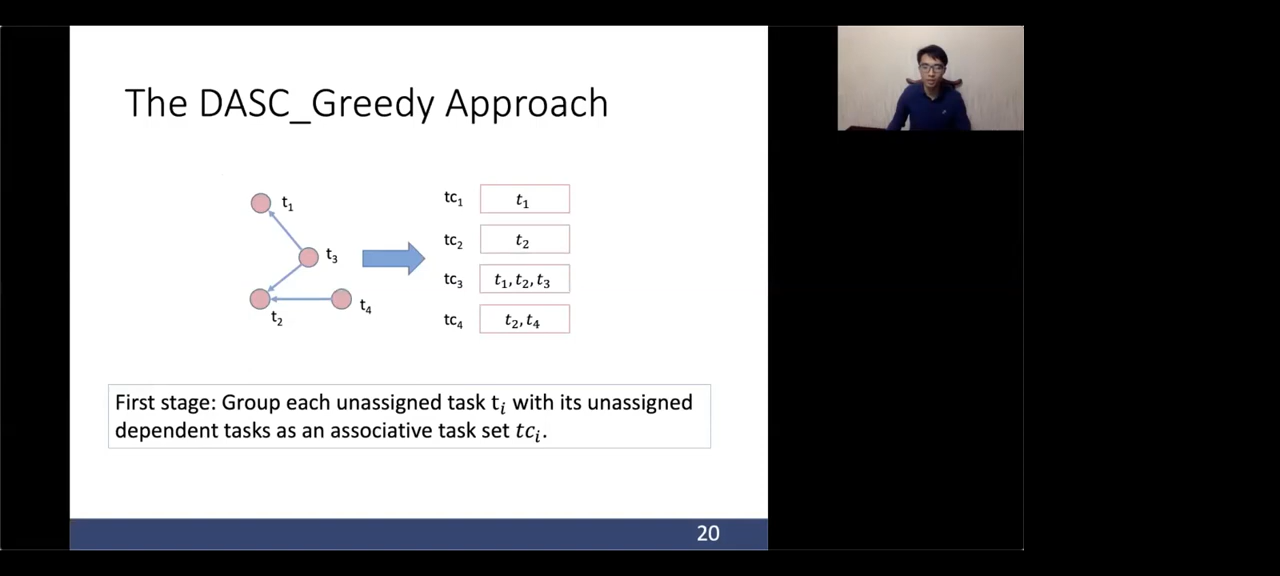 The DASC_Greedy Approach
t1
t3
t2
t4
tc1 t1
tc2 t2
tc3 t1, t2, t3
tc4 t2, t4
First stage: Group each unassigned task ti with its unassigned
dependent tasks as an associative task set tci.
20